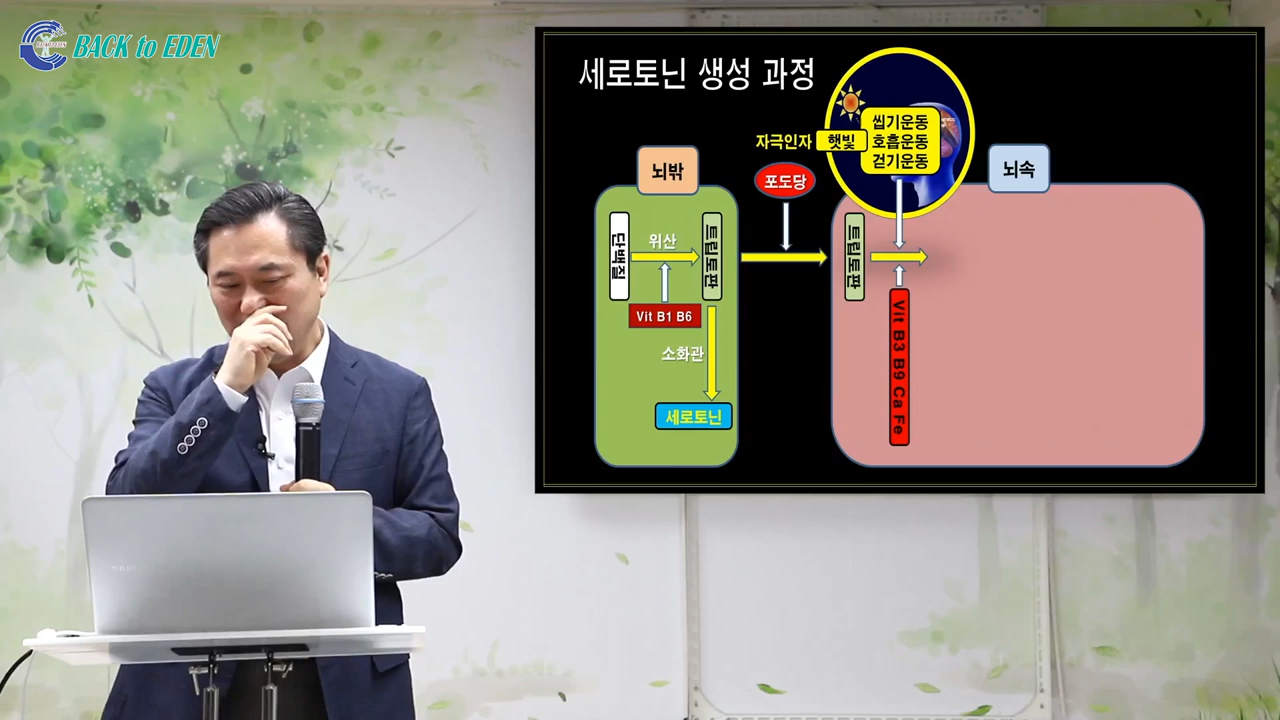 BACK to EDEN
세로토닌 생성 과정
씹기운동
자극인자
햇빛
호흡운동
걷기운동
뇌밖
포도당
뇌속
단백질
위산
트립토판
트립토판
Vit B1 B6
소화관
세로토닌
Vit B3 B9 Ca Fe